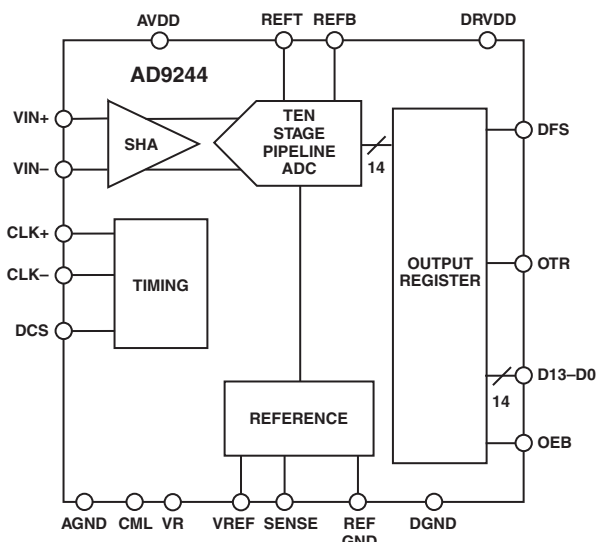 AVDD
REFT
REFB
DRVDD
AD9244
VIN+
VIN–
SHA
TEN
STAGE
PIPELINE
ADC
14
DFS
CLK+
CLK–
DCS
TIMING
OUTPUT
REGISTER
OTR
D13–D0
14
OEB
REFERENCE
AGND
CML
VR
VREF
SENSE
REF
GND
DGND